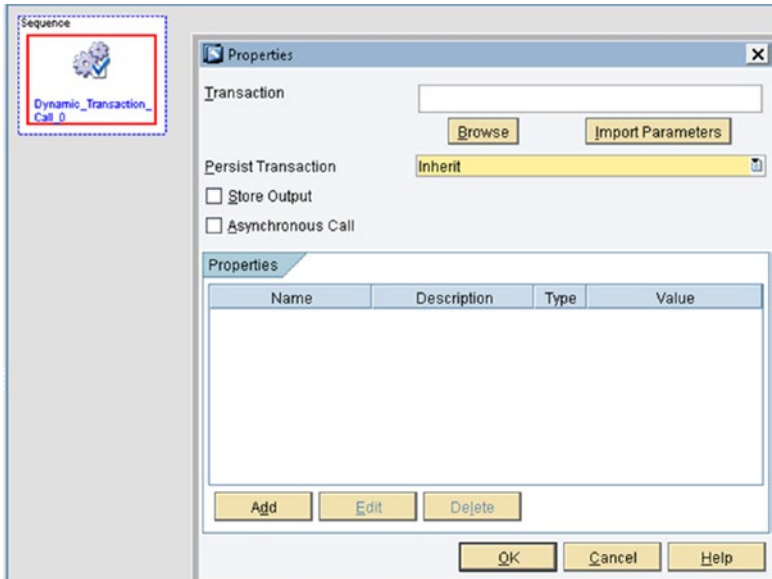 Sequence
Dynamic_Transaction_
Call_0
Properties
Transaction
Browse
Import Parameters
Persist Transaction
Inherit
Store Output
Asynchronous Call
Properties
Name Description Type Value
Add Edit Delete
OK Cancel Help